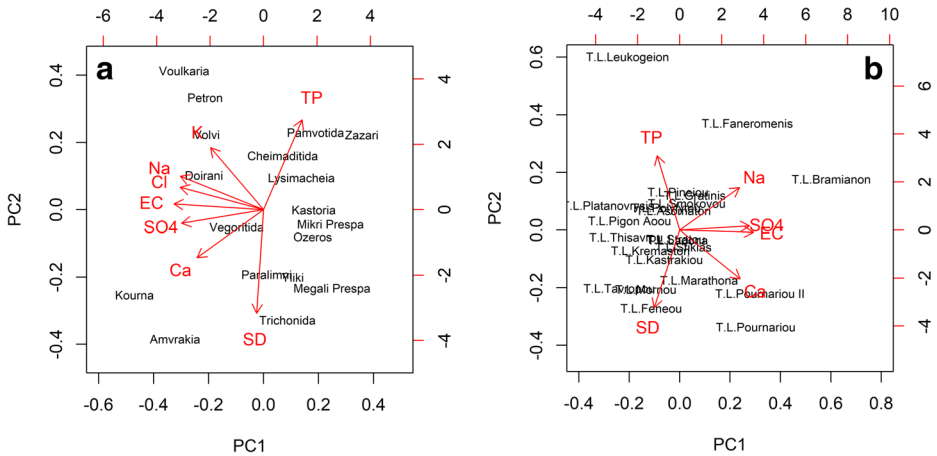 -6 -4 -2 0 2 4
a
Voulkaria
Petron
TP
K
Volvi
Pamvotida Zazari
Cheimaditida
Na
Doirani
Lysimacheia
Cl
EC
Kastoria
SO4
Vegoritida
Mikri Prespa
Ozeros
Ca
Paralimni
Iliki
Kourna
Megali Prespa
Trichonida
Amvrakia
SD
PC2
-0.4 -0.2 0.0 0.2 0.4
-4 -2 0 2 4
-0.6 -0.4 -0.2 0.0 0.2 0.4
PC1
-4 -2 0 2 4 6 8 10
b
T.L.Leukogeion
T.L.Faneromenis
TP
Na
T.L.Bramianon
T.L.Pineiou
T.L.Gratinis
T.L.Smokovou
T.L.Asomaton
T.L.Pigon Aoou
SO4
EC
T.L.Kremaston
T.L.Kastrakiou
T.L.Marathona
Ca
T.L.Pournariou II
T.L.Mornou
T.L.Feneou
SD
T.L.Pournariou
PC2
-0.4 -0.2 0.0 0.2 0.4 0.6
-4 -2 0 2 4 6
-0.4 -0.2 0.0 0.2 0.4 0.6 0.8
PC1